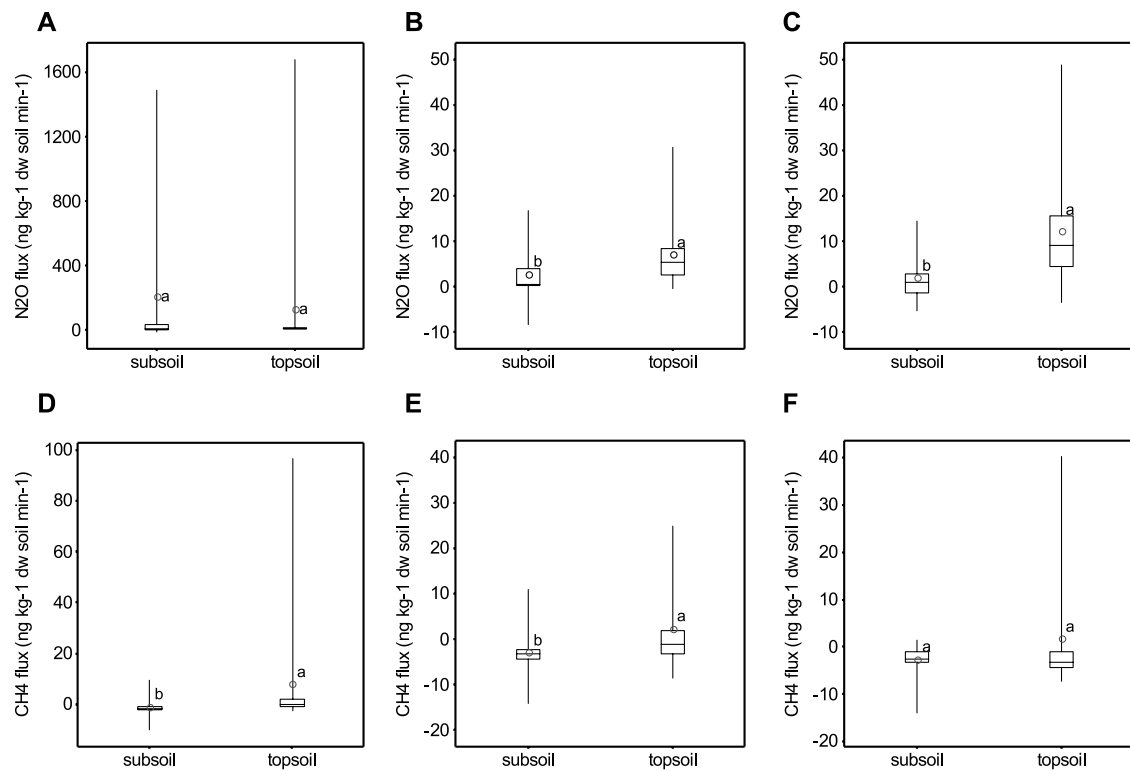 A
N2O flux (ng kg-1 dw soil min-1)
1600
1200
800
400
0
a
a
subsoil
topsoil
B
N2O flux (ng kg-1 dw soil min-1)
50
40
30
20
10
0
-10
b
a
subsoil
topsoil
C
N2O flux (ng kg-1 dw soil min-1)
50
40
30
20
10
0
-10
b
a
subsoil
topsoil
D
CH4 flux (ng kg-1 dw soil min-1)
100
80
60
40
20
0
b
a
subsoil
topsoil
E
CH4 flux (ng kg-1 dw soil min-1)
40
30
20
10
0
-10
-20
b
a
subsoil
topsoil
F
CH4 flux (ng kg-1 dw soil min-1)
40
30
20
10
0
-10
-20
a
a
subsoil
topsoil